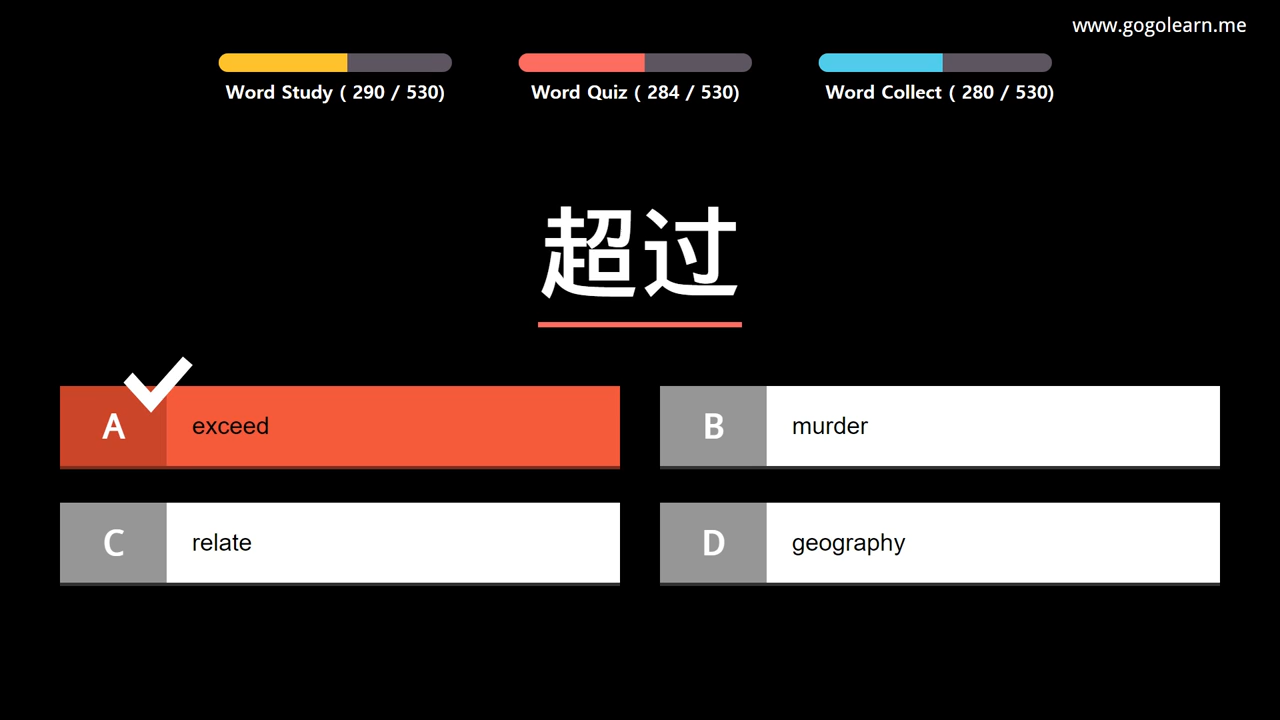 www.gogolearn.me
Word Study ( 290 / 530)
Word Quiz ( 284 / 530)
Word Collect ( 280 / 530)
超过
A exceed
B murder
C relate
D geography